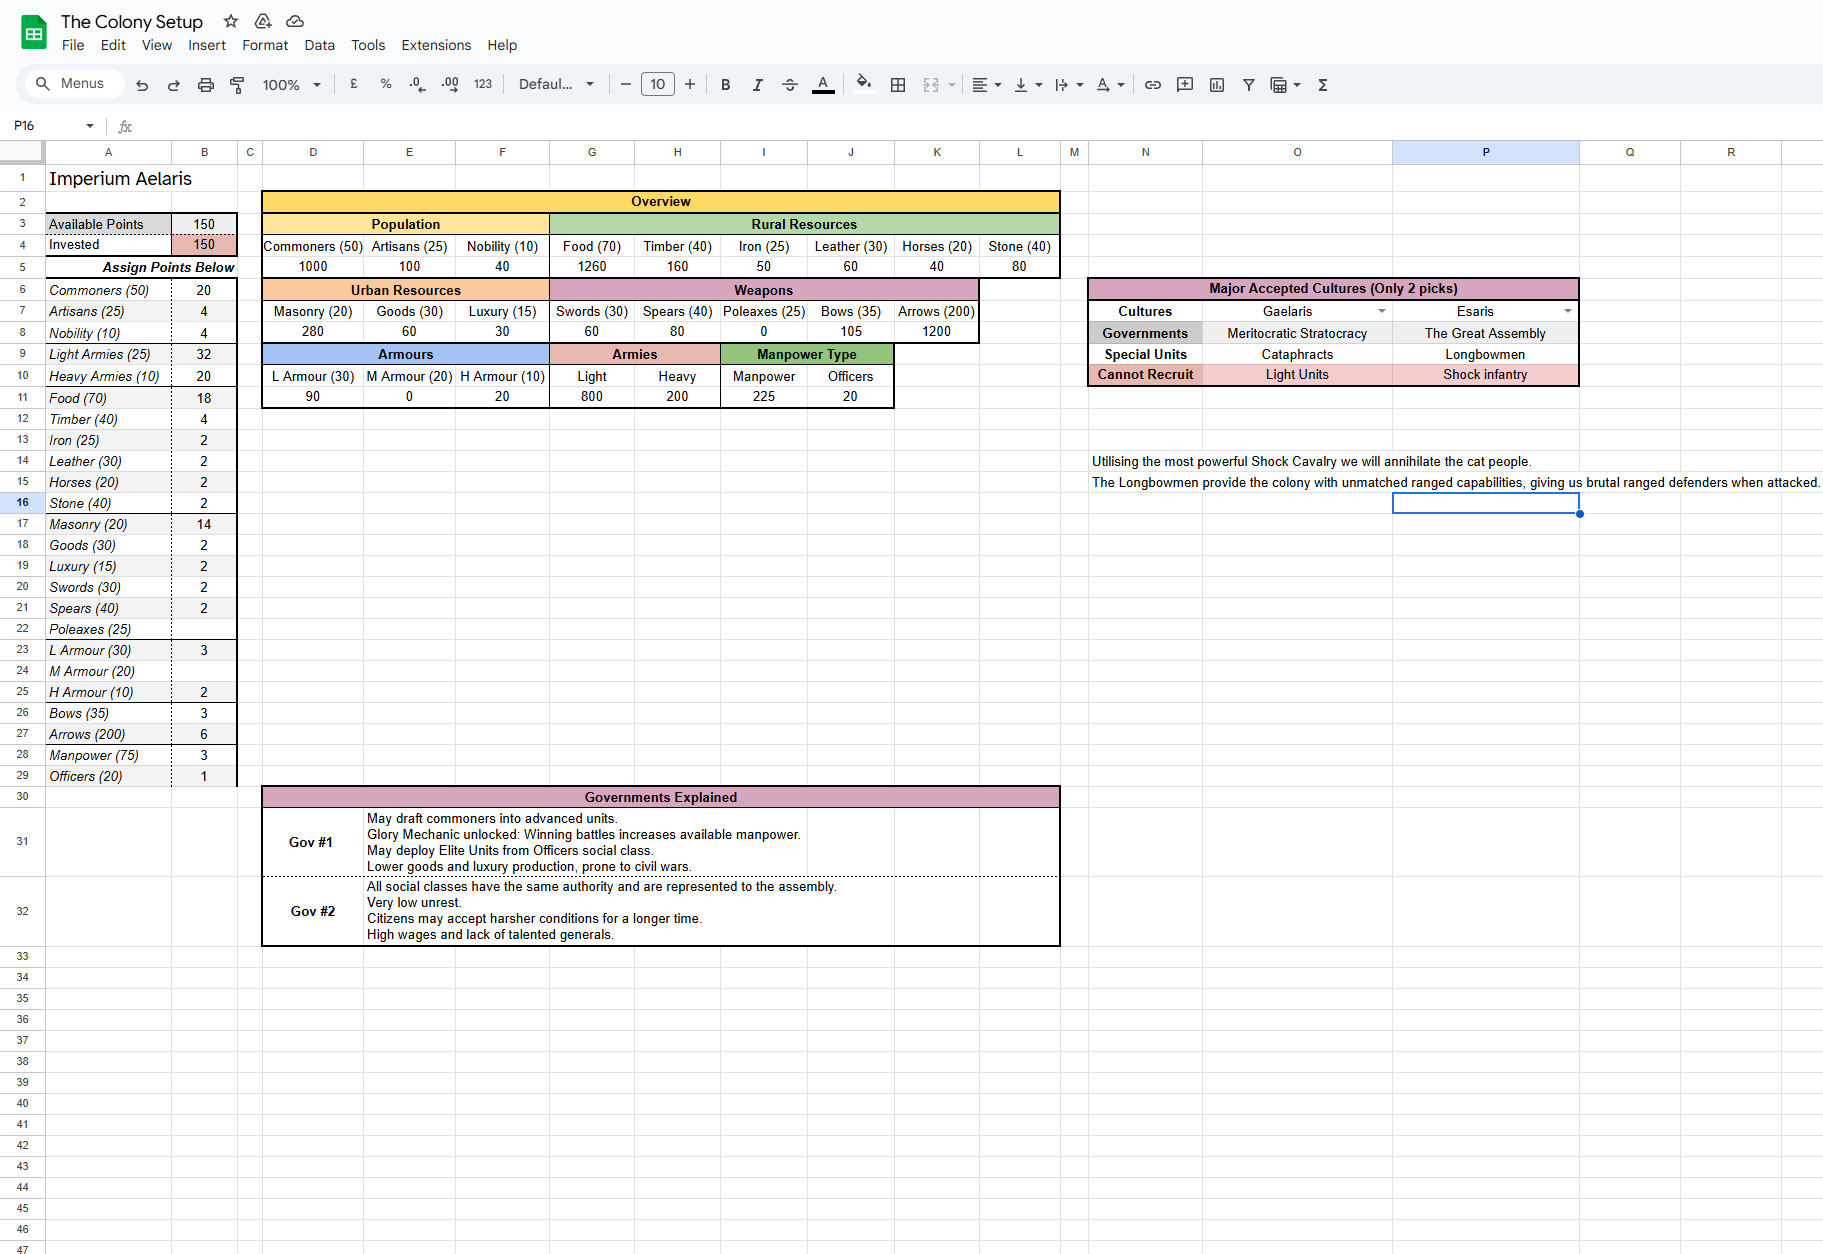 The Colony Setup
File Edit View Insert Format Data Tools Extensions Help
Menus 100% £ % .0 .00 123 Defaul... − 10 + B I A Σ
P16 fx
A B C D E F G H I J K L M N O P Q R
1 Imperium Aelaris
2 Overview
3 Available Points 150 Population Rural Resources
4 Invested 150 Commoners (50) Artisans (25) Nobility (10) Food (70) Timber (40) Iron (25) Leather (30) Horses (20) Stone (40)
5 Assign Points Below 1000 100 40 1260 160 50 60 40 80
6 Commoners (50) 20 Urban Resources Weapons Major Accepted Cultures (Only 2 picks)
7 Artisans (25) 4 Masonry (20) Goods (30) Luxury (15) Swords (30) Spears (40) Poleaxes (25) Bows (35) Arrows (200) Cultures Gaelaris Esaris
8 Nobility (10) 4 280 60 30 60 80 0 105 1200 Governments Meritocratic Stratocracy The Great Assembly
9 Light Armies (25) 32 Armours Armies Manpower Type Special Units Cataphracts Longbowmen
10 Heavy Armies (10) 20 L Armour (30) M Armour (20) H Armour (10) Light Heavy Manpower Officers Cannot Recruit Light Units Shock infantry
11 Food (70) 18 90 0 20 800 200 225 20
12 Timber (40) 4
13 Iron (25) 2
14 Leather (30) 2 Utilising the most powerful Shock Cavalry we will annihilate the cat people.
15 Horses (20) 2 The Longbowmen provide the colony with unmatched ranged capabilities, giving us brutal ranged defenders when attacked.
16 Stone (40) 2
17 Masonry (20) 14
18 Goods (30) 2
19 Luxury (15) 2
20 Swords (30) 2
21 Spears (40) 2
22 Poleaxes (25)
23 L Armour (30) 3
24 M Armour (20)
25 H Armour (10) 2
26 Bows (35) 3
27 Arrows (200) 6
28 Manpower (75) 3
29 Officers (20) 1
30 Governments Explained
May draft commoners into advanced units.
Glory Mechanic unlocked: Winning battles increases available manpower.
31 Gov #1
May deploy Elite Units from Officers social class.
Lower goods and luxury production, prone to civil wars.
All social classes have the same authority and are represented to the assembly.
Very low unrest.
32 Gov #2
Citizens may accept harsher conditions for a longer time.
High wages and lack of talented generals.
33
34
35
36
37
38
39
40
41
42
43
44
45
46
47